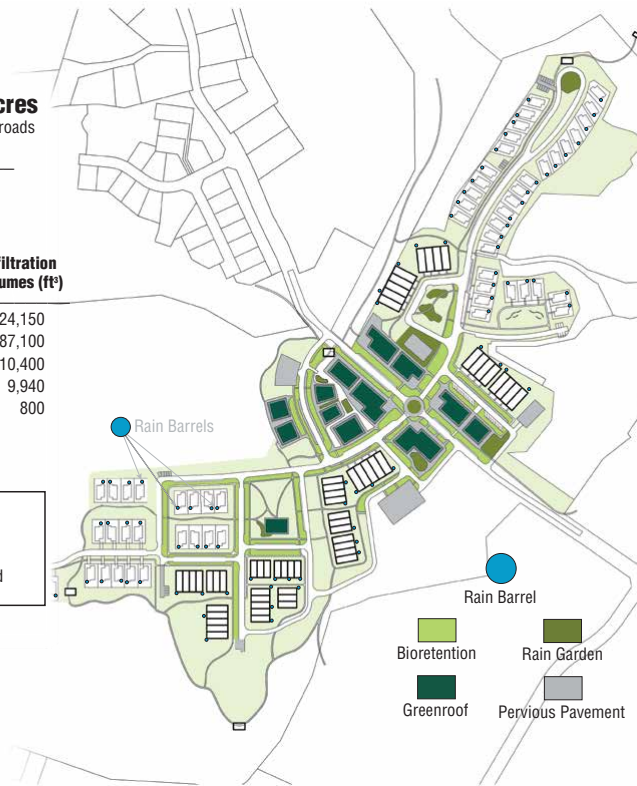 cres
roads
filtration
umes (ft³)
24,150
87,100
10,400
9,940
800
Rain Barrels
d
Rain Barrel
Bioretention
Rain Garden
Greenroof
Pervious Pavement